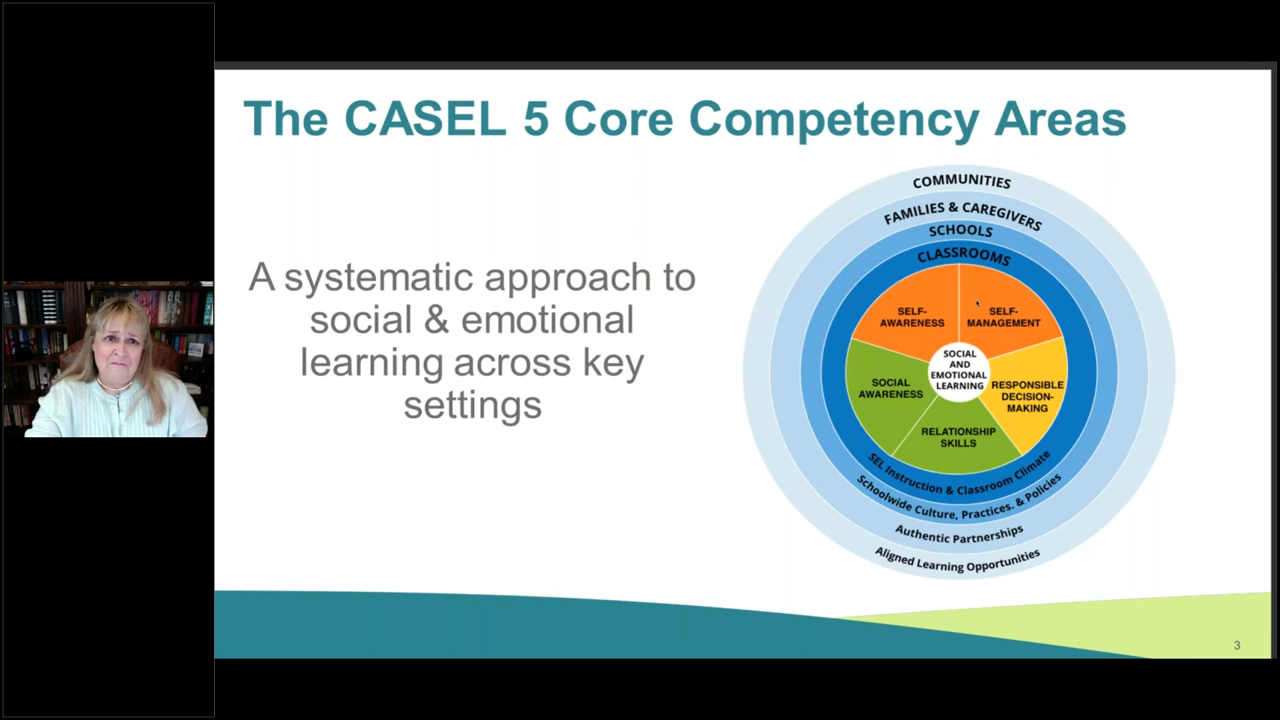 The CASEL 5 Core Competency Areas
A systematic approach to
social & emotional
learning across key
settings
COMMUNITIES
FAMILIES & CAREGIVERS
SCHOOLS
CLASSROOMS
SELF-
AWARENESS
SELF-
MANAGEMENT
SOCIAL
AND
EMOTIONAL
LEARNING
SOCIAL
AWARENESS
RESPONSIBLE
DECISION-
MAKING
RELATIONSHIP
SKILLS
SEL Instruction & Classroom Climate
Schoolwide Culture, Practices. & Policies
Authentic Partnerships
Aligned Learning Opportunities
3